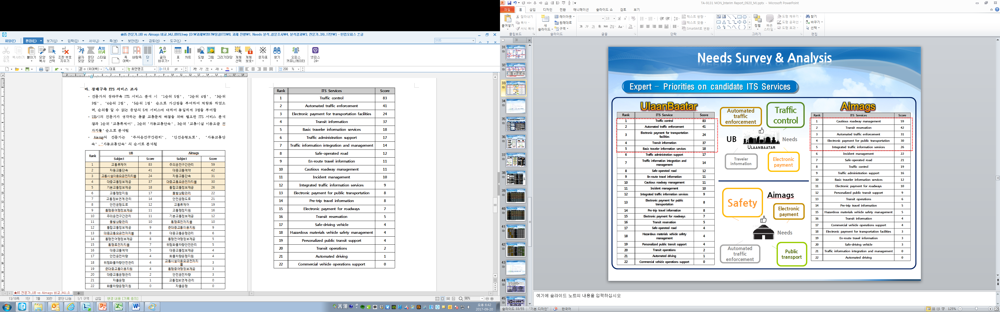 ★65 전문가_UB vs Aimags 비교_MJ_0919.hwp [D:\과제\2017\몽골ITS\8, 과제 진행\1, Needs 분석_설문조사\4, 분석결과\3, 전문가_3차_17만\] - 한컴오피스 흔글
파일(F) 편집(E) 보기(U) 입력(D) 서식(J) 쪽(W) 보안(R) 검토(H) 도구(K)
3105
오려 두기 복사하기 붙이기 모양 복사 모두 선택 조판 부호 지우기 글자 모양 문단 모양 스타일 쪽 여백 바탕쪽 단 글자 바꾸기 표 차트 도형 그림 그리기마당 개체 선택 개체 보호 문자표 찾기 오피스 커뮤니케이터 넷피스 24
o (위여백) 대표 휴먼명조 11.0 pt 가 가 가 가 가 200 %
마. 장래구축 ITS 서비스 조사
◦ 전문가의 장래구축 ITS 서비스 분석 시 ‘1순위 5점’, ‘2순위 4점’, ‘3순위
3점’, ‘4순위 2점’, ‘5순위 1점’ 순으로 가산점을 부여하여 계량화 하였으
며, 순위를 알 수 없는 응답의 5개 서비스에 대하여 동일하게 3점을 부여함
◦ UB시의 전문가가 생각하는 몽골 교통문제 해결을 위해 필요한 ITS 서비스 분석
결과 1순위 ‘교통류제어’, 2순위 ‘자동교통단속’, 3순위 ‘교통시설 이용요금 전
자지불’ 순으로 분석됨
◦ Aiamg의 전문가는 ‘주의운전구간관리’, ‘안전운행도로’, ‘자동교통단
속’, ‘자동교통단속’의 순서로 분석됨
Rank UB Aimags
Subject Score Subject Score
1 교통류제어 83 주의운전구간관리 59
2 자동교통단속 41 대중교통예약 42
3 교통시설이용요금전자지불 24 자동교통단속 31
4 대중교통정보제공 37 대중교통요금전자지불 30
5 기본교통정보제공 18 통합교통정보제공 26
6 교통행정지원 17 돌발상황관리 22
7 교통정보연계·관리 14 안전운행도로 21
8 안전운행도로 12 교통류제어 19
9 통행중여행정보제공 11 교통행정지원 16
10 주의운전구간관리 11 기본교통정보제공 12
11 돌발상황관리 10 통행료전자지불 10
12 통합교통정보제공 9 준대중교통이용지원 9
13 대중교통요금전자지불 8 대중교통운행관리 6
14 통행전여행정보제공 8 통행전여행정보제공 5
15 통행료전자지불 7 위험화물차량안전관리 5
16 대중교통예약 5 대중교통정보제공 4
17 안전운전차량 4 화물차량운행지원 4
18 위험화물차량안전관리 4 교통시설이용요금전자지불 3
19 준대중교통이용지원 4 통행중여행정보제공 3
20 대중교통운행관리 2 안전운전차량 3
21 자율운행 1 교통정보연계·관리 0
22 화물차량운행지원 0 자율운행 0
Rank ITS Services Score
1 Traffic control 83
2 Automated traffic enforcement 41
3 Electronic payment for transportation facilities 24
4 Transit information 37
5 Basic traveler information services 18
6 Traffic administration support 17
7 Traffic information integration and management 14
8 Safe-operated road 12
9 En-route travel information 11
10 Cautious roadway management 11
11 Incident management 10
12 Integrated traffic information services 9
13 Electronic payment for public transportation 8
14 Pre-trip travel information 8
15 Electronic payment for roadways 7
16 Transit reservation 5
17 Safe-driving vehicle 4
18 Hazardous materials vehicle safety management 4
19 Personalized public transit support 4
20 Transit operations 2
21 Automated driving 1
22 Commercial vehicle operations support 0
★65 전문가_UB vs Aimags 비교_MJ_0...
13/18쪽 1단 7줄 30칸 문단 나눔 1/1 구역 삽입 변경 내용 [기록 중지] 90%
TA-9131 MON_Interim Report_0920_MJ.pptx - Microsoft PowerPoint
파일 홈 삽입 디자인 전환 애니메이션 슬라이드 쇼 검토 보기
붙여넣기 잘라내기 복사 서식 복사 새 슬라이드 레이아웃 원래대로 구역 18 텍스트 방향 텍스트 맞춤 SmartArt로 변환 정렬 빠른 스타일 도형 채우기 도형 윤곽선 도형 효과 찾기 바꾸기 선택
클립보드 슬라이드 글꼴 단락 그리기 편집
31
32
33
34
35
36
37
38
39
40
41
42
43
44
45
Needs Survey & Analysis
Expert – Priorities on candidate ITS Services
UlaanBaatar
Rank ITS Service Score
1 Traffic control 83
2 Automated traffic enforcement 41
3 Electronic payment for transportation facilities 24
4 Transit information 37
5 Basic traveler information services 18
6 Traffic administration support 17
7 Traffic information integration and management 14
8 Safe-operated road 12
9 En-route travel information 11
10 Cautious roadway management 11
11 Incident management 10
12 Integrated traffic information services 9
13 Electronic payment for public transportation 8
14 Pre-trip travel information 8
15 Electronic payment for roadways 7
16 Transit reservation 5
17 Safe-operated road 4
18 Hazardous materials vehicle safety management 4
19 Personalized public transit support 4
20 Transit operations 2
21 Automated driving 1
22 Commercial vehicle operations support 0
Automated
traffic
enforcement
Traffic
control
UB
Needs
ULAANBAATAR
Traveler
information
Electronic
payment
Safety
Aimags
Electronic
payment
Needs
Automated
traffic
enforcement
Public
transport
Aimags
Rank ITS Services Score
1 Cautious roadway management 59
2 Transit reservation 42
3 Automated traffic enforcement 31
4 Electronic payment for public transportation 30
5 Integrated traffic information services 26
6 Incident management 22
7 Safe-operated road 21
8 Traffic control 19
9 Traffic administration support 16
10 Basic traveler information services 12
11 Electronic payment for roadways 10
12 Personalized public transit support 9
13 Transit operations 6
14 Pre-trip travel information 5
15 Hazardous materials vehicle safety management 5
16 Transit information 4
17 Commercial vehicle operations support 4
18 Electronic payment for transportation facilities 3
19 En-route travel information 3
20 Safe-driving vehicle 3
21 Traffic information integration and management 0
22 Automated driving 0
여기에 슬라이드 노트의 내용을 입력하십시오
슬라이드 33/55 "기본 디자인" 한국어 125%
오후 6:42
2017-09-20